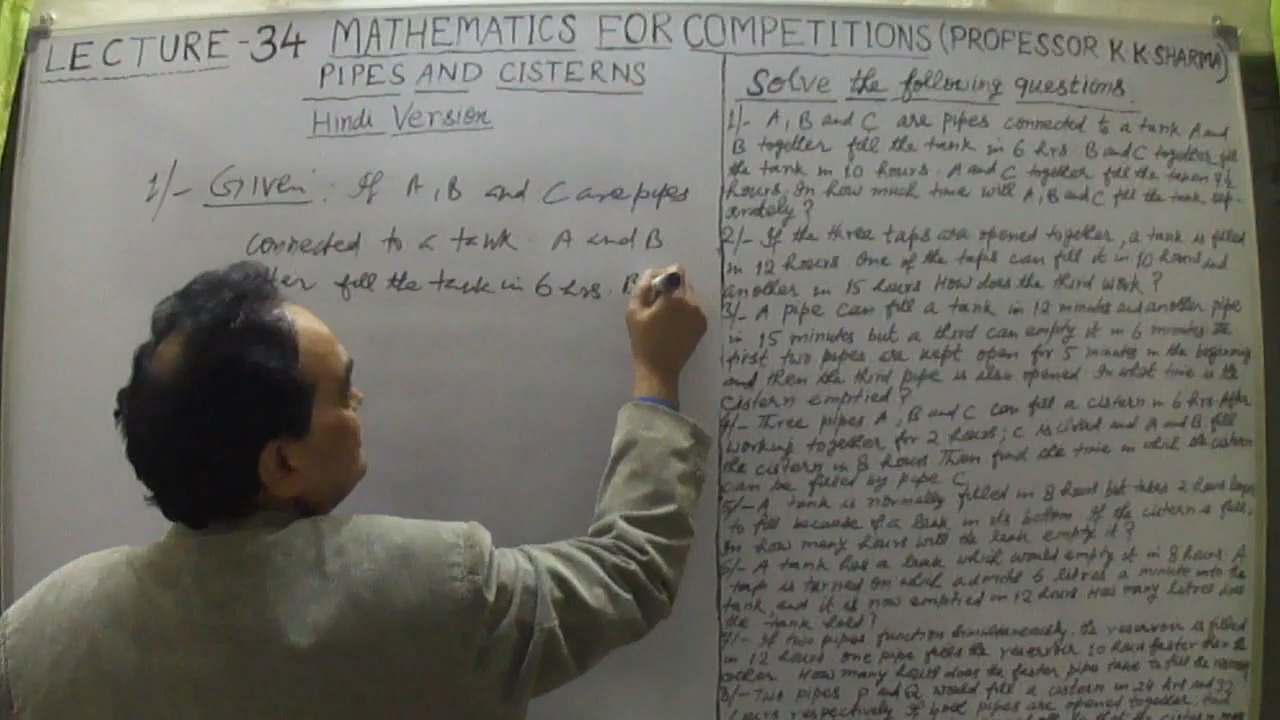 LECTURE-34 MATHEMATICS FOR COMPETITIONS (PROFESSOR K K SHARMA)
PIPES AND CISTERNS
Hindi Version
1/- Given: If A, B and C are pipes
connected to a tank A and B
fill the tank in 6 hrs. B
Solve the following questions.
1/- A, B and C are pipes connected to a tank A and
B together fill the tank in 6 hrs B and C together fill
the tank in 10 hours. A and C together fill the
hours. In how much time will A, B and C fill the tank sep-
arately?
2/- If the three taps are opened together, a tank is filled
in 12 hours One of the taps can fill it in 10 hours and
another in 15 hours How does the third work?
3/- A pipe can fill a tank in 12 minutes and another pipe
in 15 minutes but a third can empty it in 6 minutes The
first two pipes are kept open for 5 minutes in the beginning
and then the third pipe is also opened In what time is the
cistern emptied?
4/- Three pipes A, B and C can fill a cistern in 6 hrs After
working together for 2 hours; C is closed and A and B fill
the cistern in 8 hours Then find the time in which the cistern
can be filled by pipe C
5/- A tank is normally filled in 8 hours but takes 2 hours longer
to fill because of a leak in its bottom. If the cistern is full,
In how many hours will the leak empty it?
6/- A tank has a leak which would empty it in 8 hours. A
tap is turned on which admits 6 litres a minute into the
tank, and it is now emptied in 12 hours How many litres does
the tank hold?
7/- If two pipes function simultaneously, the reservoir is filled
in 12 hours. One pipe fills the reservoir 10 hours faster than the
other. How many hours does the faster pipe take to fill the
8/- Two pipes P and Q would fill a cistern in 24 hrs and 32
hours respectively If both pipes are opened together,